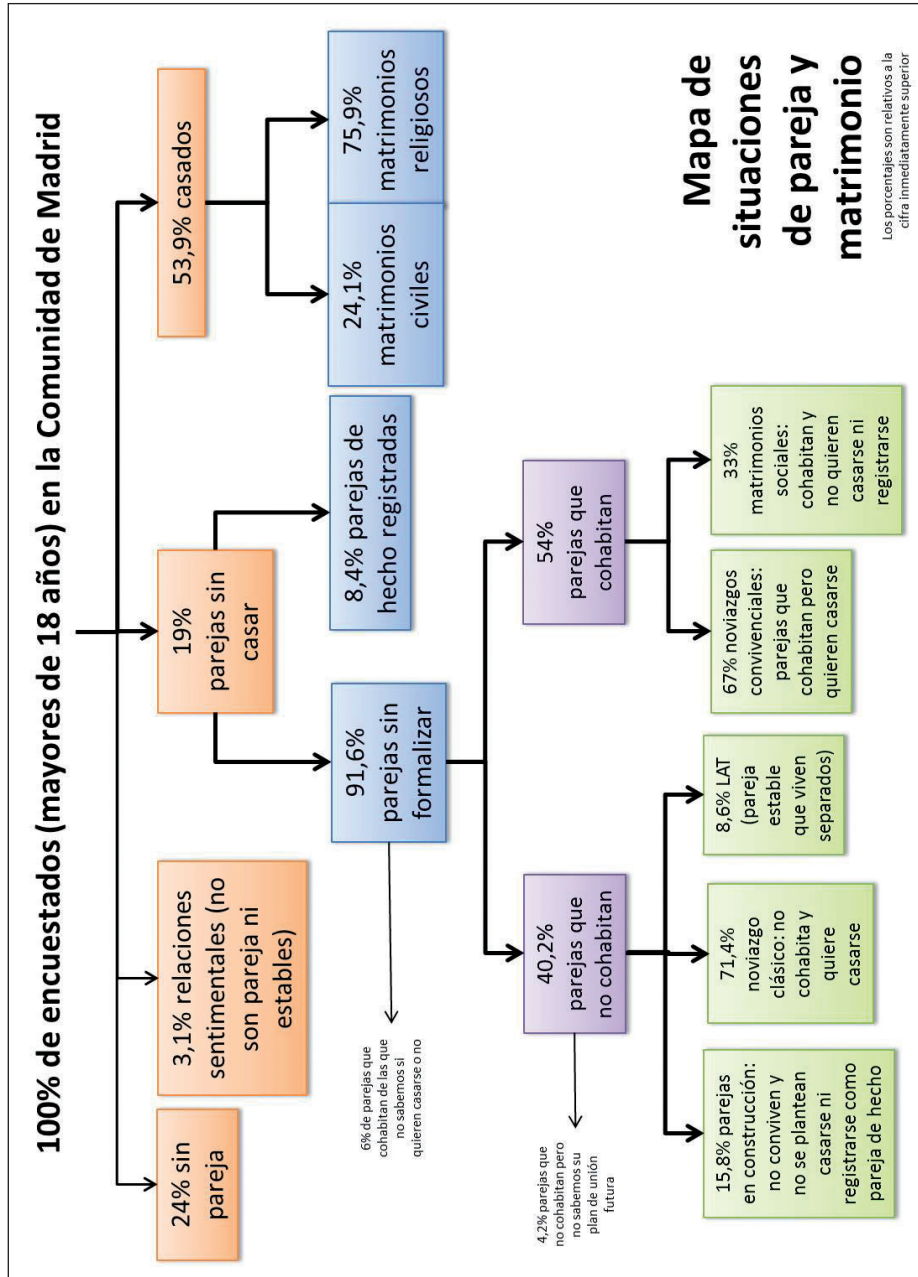 100% de encuestados (mayores de 18 años) en la Comunidad de Madrid
24% sin
pareja
3,1% relaciones
sentimentales (no
son pareja ni
estables)
19%
parejas sin
casar
53,9% casados
6% de parejas que
cohabitan de las que
no sabemos si
quieren casarse o no
91,6%
parejas sin
formalizar
8,4% parejas de
hecho registradas
24,1%
matrimonios
civiles
75,9%
matrimonios
religiosos
4,2% parejas que
no cohabitan pero
no sabemos su
plan de unión
futura
40,2%
parejas que
no cohabitan
54%
parejas que
cohabitan
15,8% parejas
en construcción:
no conviven y
no se plantean
casarse ni
registrarse como
pareja de hecho
71,4%
noviazgo
clásico: no
cohabita y
quiere
casarse
8,6% LAT
(pareja
estable
que viven
separados)
67% noviazgos
convivenciales:
parejas que
cohabitan pero
quieren casarse
33%
matrimonios
sociales:
cohabitan y
no quieren
casarse ni
registrarse
Mapa de
situaciones
de pareja y
matrimonio
Los porcentajes son relativos a la
cifra inmediatamente superior